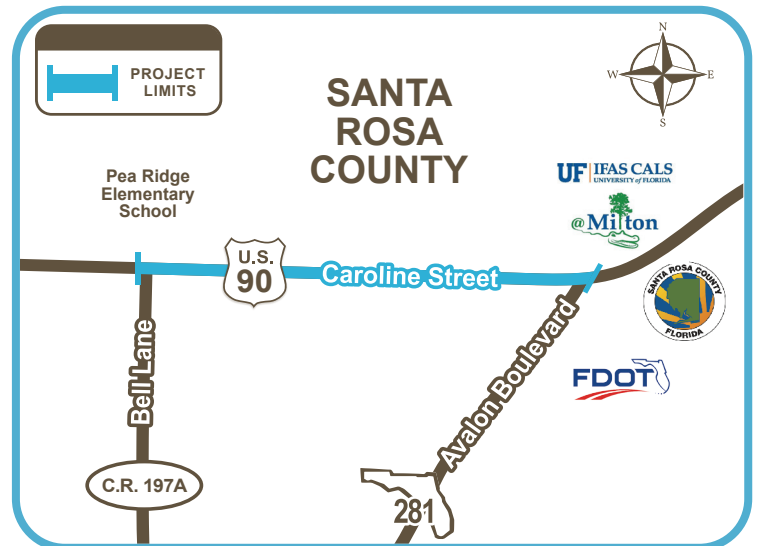 PROJECT
LIMITS
SANTA
ROSA
COUNTY
N
W
E
S
Pea Ridge
Elementary
School
UF IFAS CALS
UNIVERSITY of FLORIDA
@Milton
U.S.
90
Caroline Street
SANTA ROSA COUNTY
FLORIDA
Bell Lane
Avalon Boulevard
FDOT
C.R. 197A
281